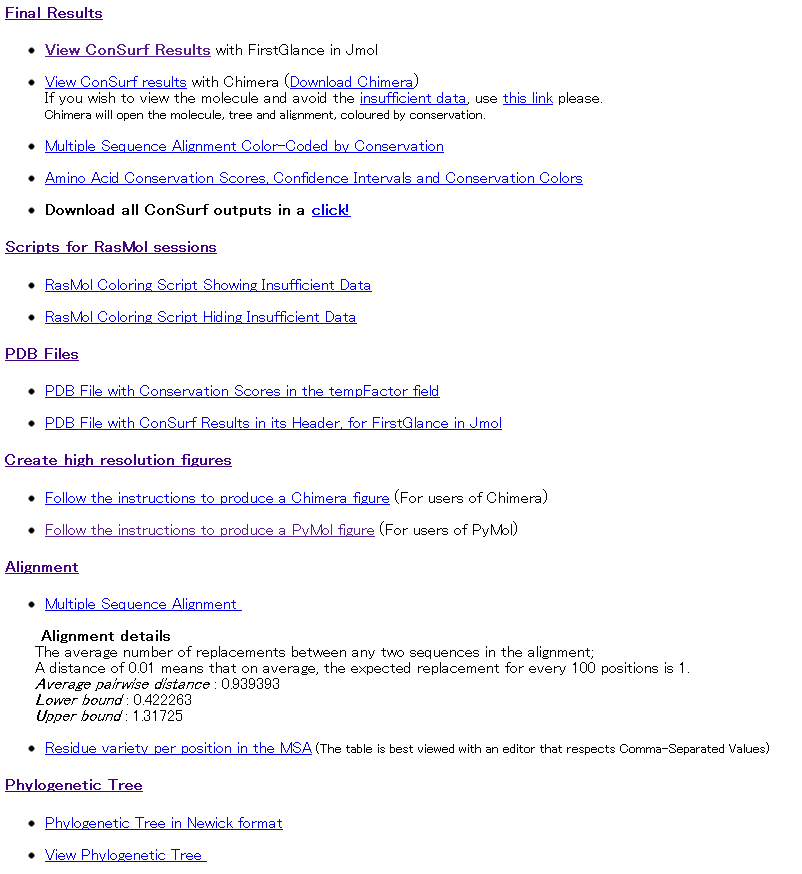 Final Results
View ConSurf Results with FirstGlance in Jmol
View ConSurf results with Chimera (Download Chimera)
If you wish to view the molecule and avoid the insufficient data, use this link please.
Chimera will open the molecule, tree and alignment, coloured by conservation.
Multiple Sequence Alignment Color-Coded by Conservation
Amino Acid Conservation Scores, Confidence Intervals and Conservation Colors
Download all ConSurf outputs in a click!
Scripts for RasMol sessions
RasMol Coloring Script Showing Insufficient Data
RasMol Coloring Script Hiding Insufficient Data
PDB Files
PDB File with Conservation Scores in the tempFactor field
PDB File with ConSurf Results in its Header, for FirstGlance in Jmol
Create high resolution figures
Follow the instructions to produce a Chimera figure (For users of Chimera)
Follow the instructions to produce a PyMol figure (For users of PyMol)
Alignment
Multiple Sequence Alignment
Alignment details
The average number of replacements between any two sequences in the alignment;
A distance of 0.01 means that on average, the expected replacement for every 100 positions is 1.
Average pairwise distance : 0.939393
Lower bound : 0.422263
Upper bound : 1.31725
Residue variety per position in the MSA (The table is best viewed with an editor that respects Comma-Separated Values)
Phylogenetic Tree
Phylogenetic Tree in Newick format
View Phylogenetic Tree